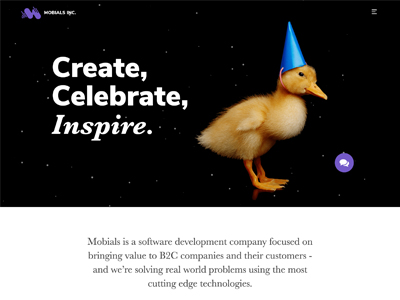 MOBIALS INC.
Create,
Celebrate,
Inspire.
Mobials is a software development company focused on
bringing value to B2C companies and their customers -
and we're solving real world problems using the most
cutting edge technologies.